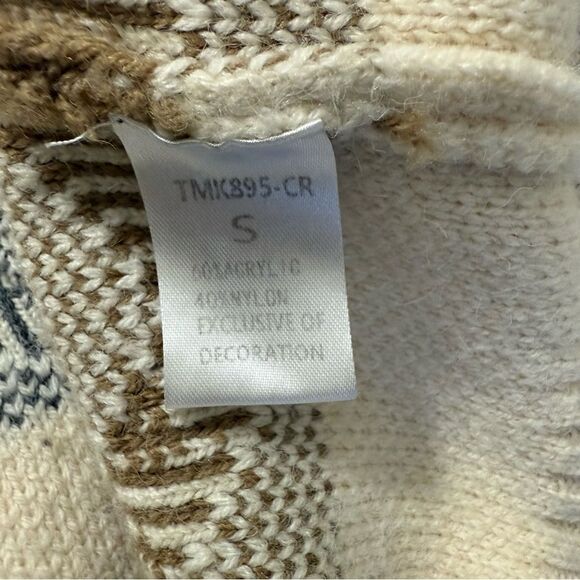 TMK895-CR
S
60%ACRYLIC
40%NYLON
EXCLUSIVE OF
DECORATION